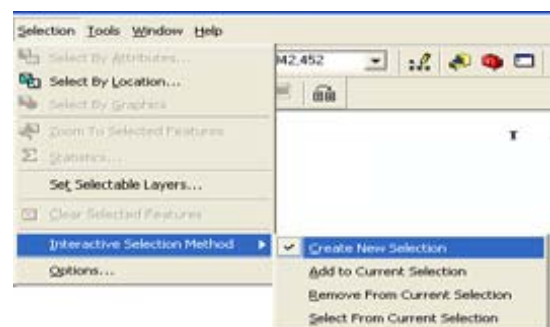 Selection Tools Window Help
Select By Attributes...
42,452
Select By Location...
Select By Graphics
Zoom To Selected Features
Statistics...
Set Selectable Layers...
Clear Selected Features
Interactive Selection Method
Create New Selection
Options...
Add to Current Selection
Remove From Current Selection
Select From Current Selection